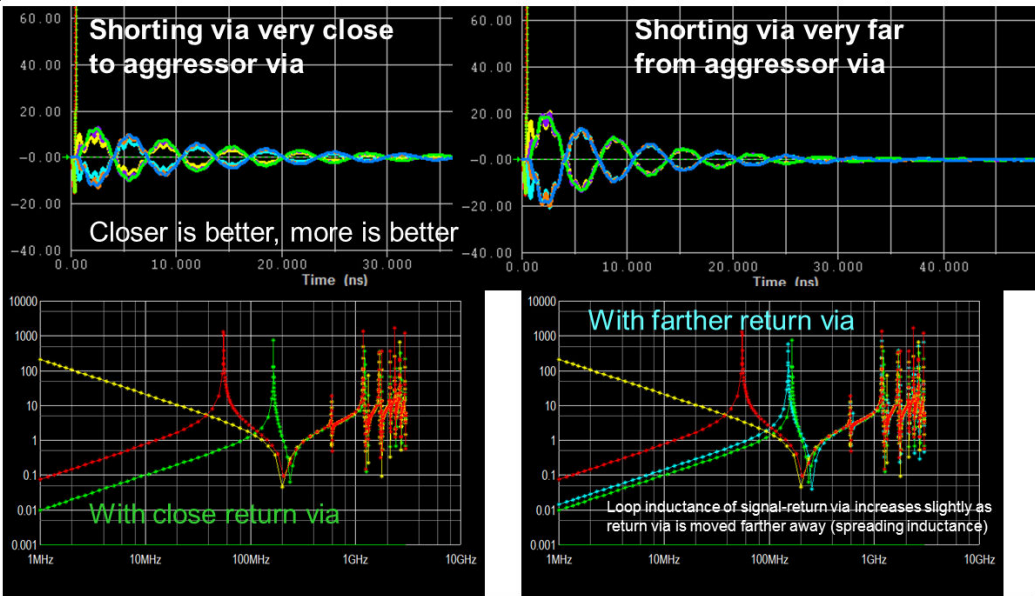 Shorting via very close
to aggressor via
60.00
40.00
20.00
-0.00
-20.00
-40.00
Closer is better, more is better
0.00
10.000
20.000
30.000
Time (ns)
Shorting via very far
from aggressor via
60.00
40.00
20.00
-0.00
-20.00
-40.00
0.00
10.000
20.000
30.000
40.000
Time (ns)
10000
1000
100
10
1
0.1
0.01
0.001
With close return via
1MHz
10MHz
100MHz
1GHz
10GHz
With farther return via
10000
1000
100
10
1
0.1
0.01
0.001
Loop inductance of signal-return via increases slightly as
return via is moved farther away (spreading inductance)
1MHz
10MHz
100MHz
1GHz
10GHz